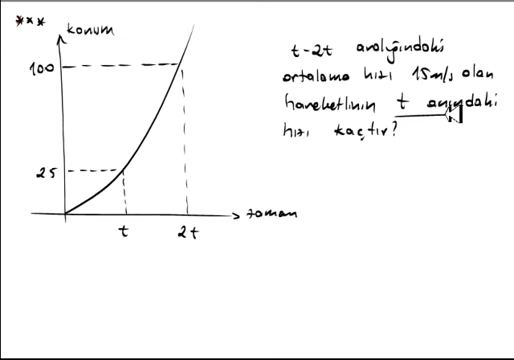 ***
konum
100
25
t
2t
zaman
t-2t aralığındaki
ortalama hızı 15m/s olan
hareketlinin t anındaki
hızı kaçtır?